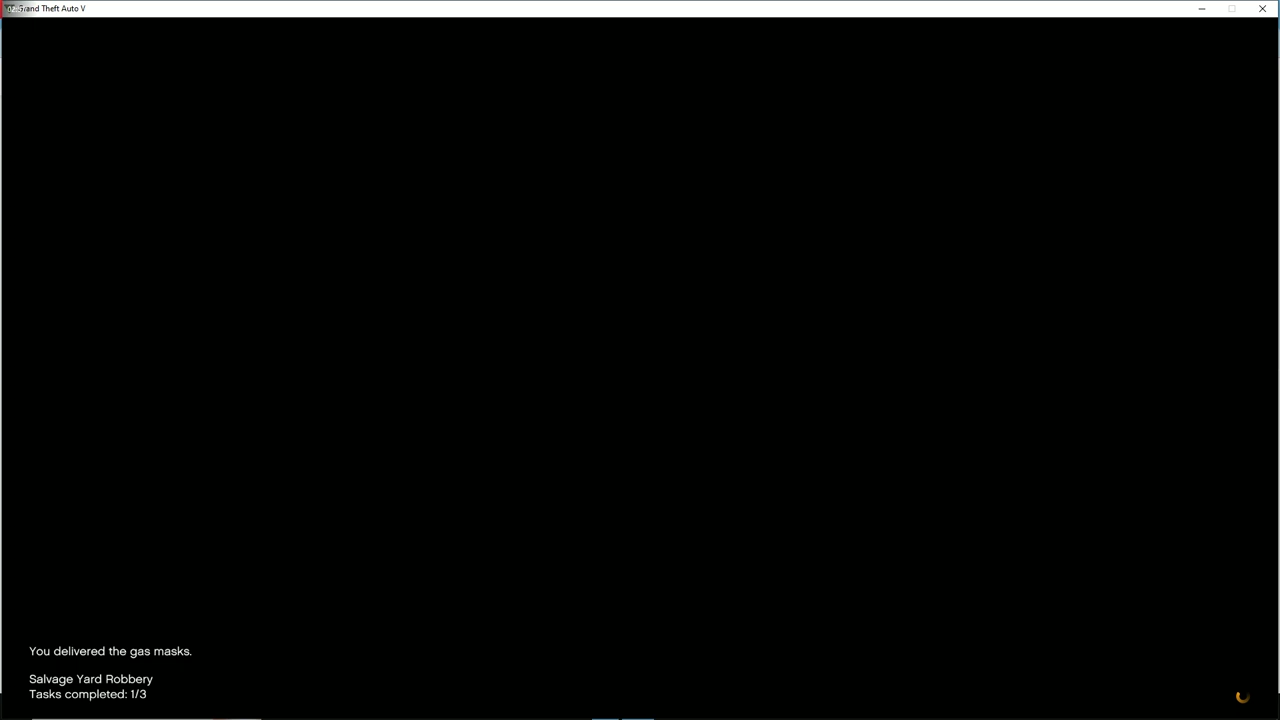 Grand Theft Auto V
You delivered the gas masks.
Salvage Yard Robbery
Tasks completed: 1/3